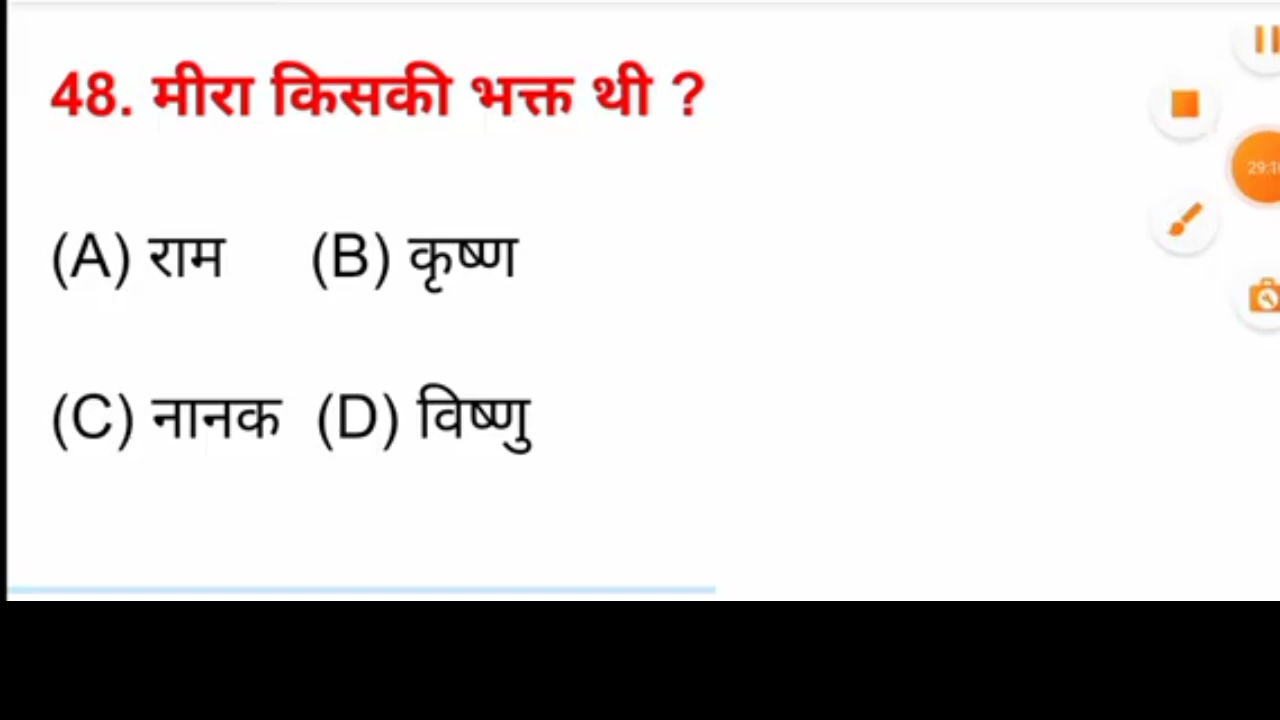 48. मीरा किसकी भक्त थी ?
(A) राम (B) कृष्ण
(C) नानक (D) विष्णु